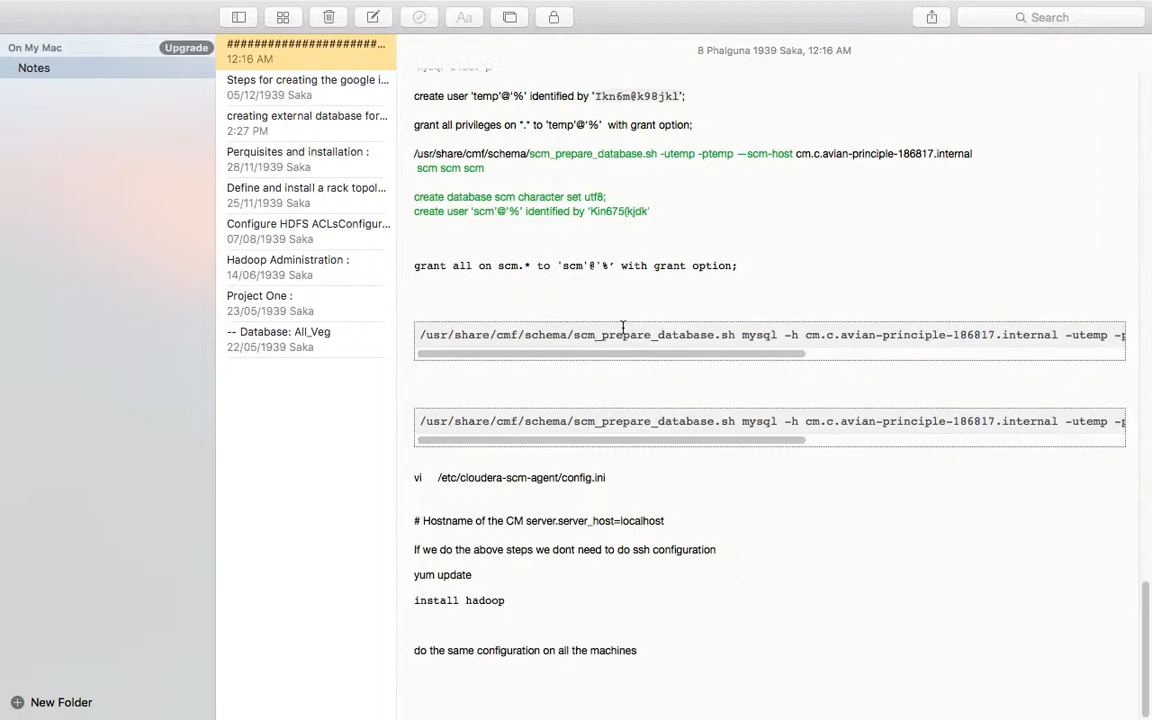 Search
On My Mac
Upgrade
Notes
New Folder
#####################...
12:16 AM
Steps for creating the google i...
05/12/1939 Saka
creating external database for...
2:27 PM
Perquisites and installation :
28/11/1939 Saka
Define and install a rack topol...
25/11/1939 Saka
Configure HDFS ACLsConfigur...
07/08/1939 Saka
Hadoop Administration :
14/06/1939 Saka
Project One :
23/05/1939 Saka
-- Database: All_Veg
22/05/1939 Saka
8 Phalguna 1939 Saka, 12:16 AM
create user 'temp'@'%' identified by 'Ikn6m@k98jkl';
grant all privileges on *.* to 'temp'@'%' with grant option;
/usr/share/cmf/schema/scm_prepare_database.sh -utemp -ptemp —scm-host cm.c.avian-principle-186817.internal
scm scm scm
create database scm character set utf8;
create user 'scm'@'%' identified by 'Kin675(kjdk'
grant all on scm.* to 'scm'@'%’ with grant option;
/usr/share/cmf/schema/scm_prepare_database.sh mysql -h cm.c.avian-principle-186817.internal -utemp -p
/usr/share/cmf/schema/scm_prepare_database.sh mysql -h cm.c.avian-principle-186817.internal -utemp -p
vi /etc/cloudera-scm-agent/config.ini
# Hostname of the CM server.server_host=localhost
If we do the above steps we dont need to do ssh configuration
yum update
install hadoop
do the same configuration on all the machines